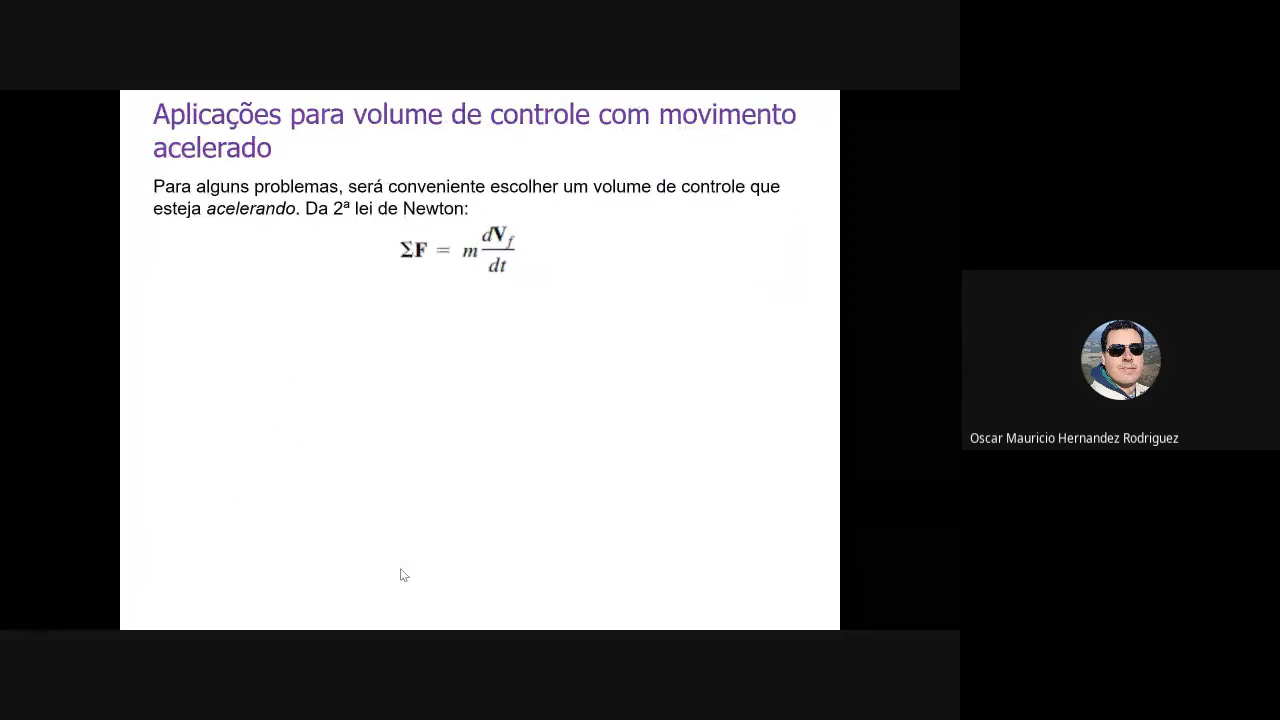 Aplicações para volume de controle com movimento
acelerado
Para alguns problemas, será conveniente escolher um volume de controle que
esteja acelerando. Da 2ª lei de Newton:
ΣF = m dV_f/dt
Oscar Mauricio Hernandez Rodriguez